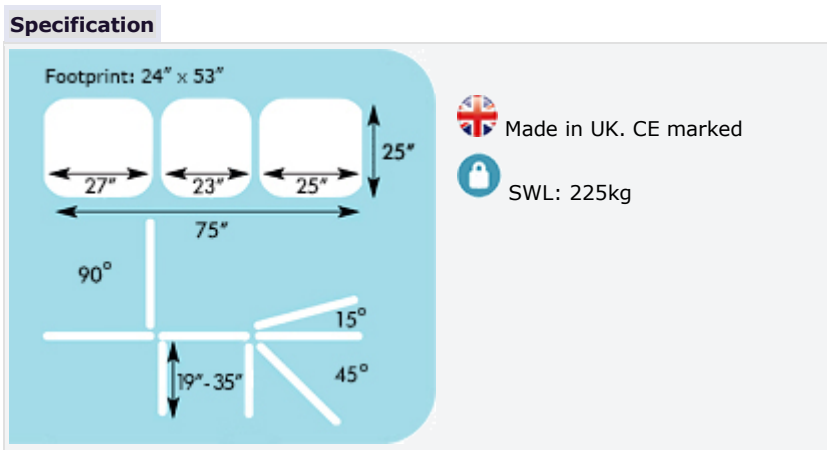 Specification
Footprint: 24" x 53"
27"
23"
25"
25"
75"
90°
15°
19"-35"
45°
Made in UK. CE marked
SWL: 225kg